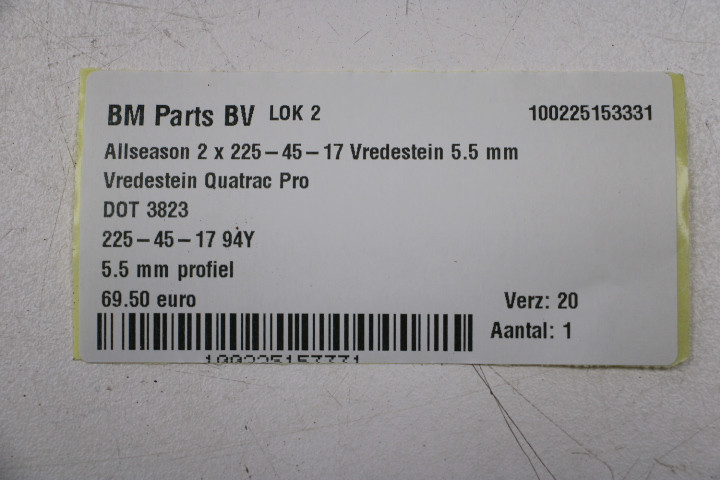 BM Parts BV LOK 2 100225153331
Allseason 2 x 225-45-17 Vredestein 5.5 mm
Vredestein Quatrac Pro
DOT 3823
225-45-17 94Y
5.5 mm profiel
69.50 euro Verz: 20
Aantal: 1
100225153331